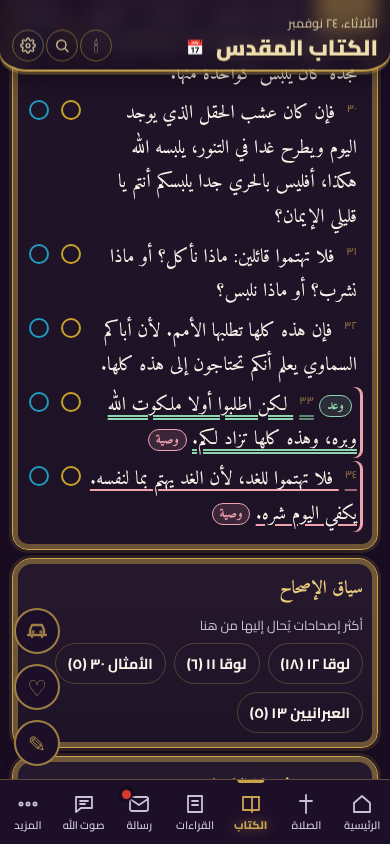 الثلاثاء، ٢٤ نوفمبر
الكتاب المقدس
مجده كان يلبس كواحدة منها.
٣٠ فإن كان عشب الحقل الذي يوجد
اليوم ويطرح غدا في التنور، يلبسه الله
هكذا، أفليس بالحري جدا يلبسكم أنتم يا
قليلي الإيمان؟
٣١ فلا تهتموا قائلين: ماذا نأكل؟ أو ماذا
نشرب؟ أو ماذا نلبس؟
٣٢ فإن هذه كلها تطلبها الأمم. لأن أباكم
السماوي يعلم أنكم تحتاجون إلى هذه كلها.
وعد ٣٣ لكن اطلبوا أولا ملكوت الله
وبره، وهذه كلها تزاد لكم. وصية
٣٤ فلا تهتموا للغد، لأن الغد يهتم بما لنفسه.
يكفي اليوم شره. وصية
سياق الإصحاح
أكثر إصحاحات يُحال إليها من هنا
لوقا ١٢ (١٨)
لوقا ١١ (٦)
الأمثال ٣٠ (٥)
العبرانيين ١٣ (٥)
الرئيسية
الصلاة
الكتاب
القراءات
رسالة
صوت الله
المزيد